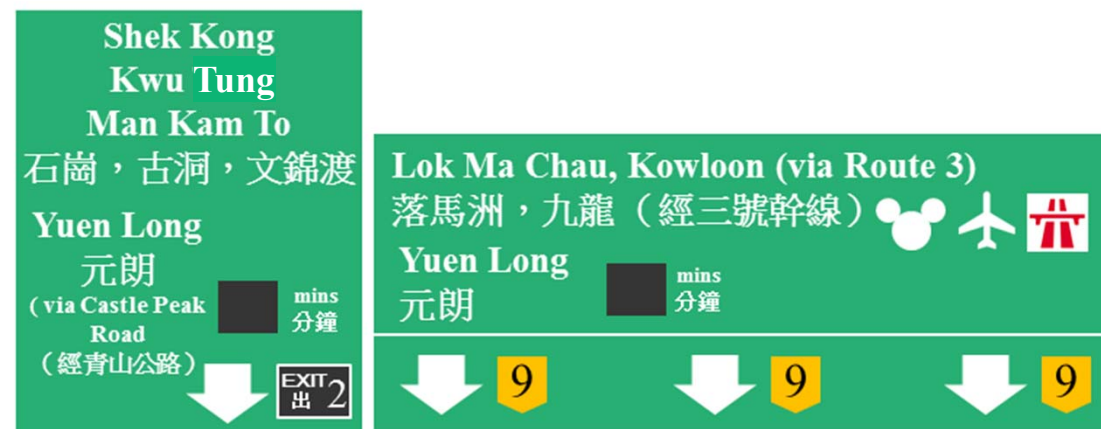 Shek Kong
Kwu Tung
Man Kam To
石崗，古洞，文錦渡
Yuen Long
元朗
( via Castle Peak
Road
（經青山公路）
mins
分鐘
EXIT
出 2
Lok Ma Chau, Kowloon (via Route 3)
落馬洲，九龍（經三號幹線）
Yuen Long
元朗
mins
分鐘
9
9
9